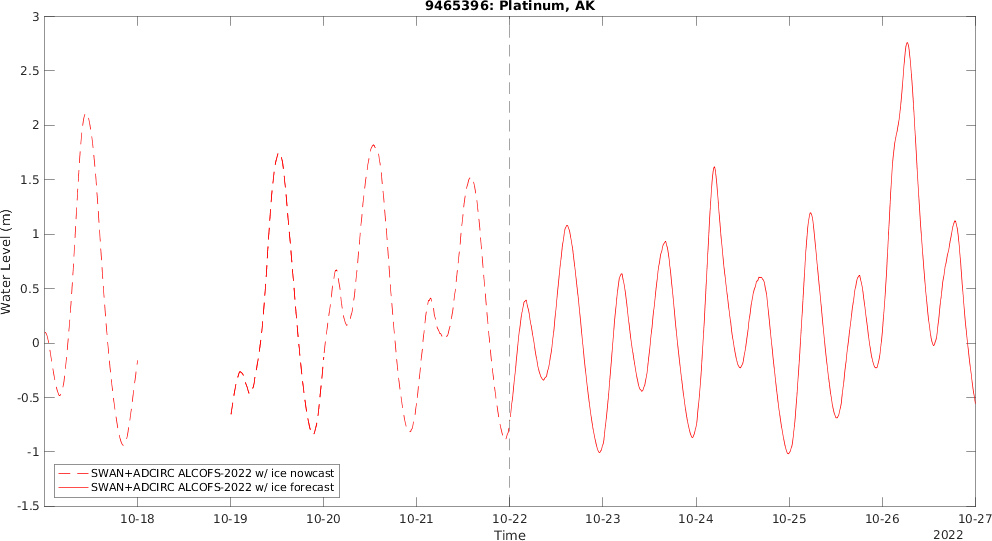 9465396: Platinum, AK
3
2.5
2
1.5
1
0.5
0
-0.5
-1
-1.5
Water Level (m)
SWAN+ADCIRC ALCOFS-2022 w/ ice nowcast
SWAN+ADCIRC ALCOFS-2022 w/ ice forecast
10-18 10-19 10-20 10-21 10-22 10-23 10-24 10-25 10-26 10-27
Time
2022